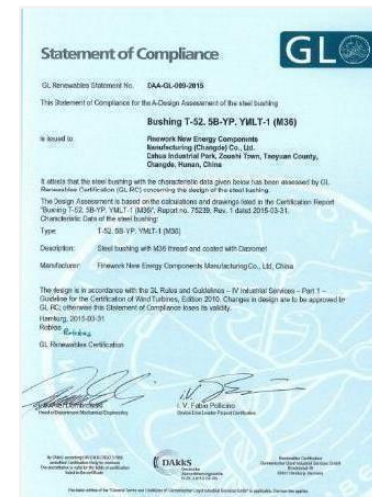 Statement of Compliance
GL
GL Renewables Statement No. DAA-GL-009-2015
This Statement of Compliance for the A-Design Assessment of the steel bushing
Bushing T-52. 5B-YP. YMLT-1 (M36)
is issued to
Finework New Energy Components
Manufacturing (Changde) Co., Ltd.
Eshua Industrial Park, Zoushi Town, Taoyuan County,
Changde, Hunan, China
It attests that the steel bushing with the characteristic data given below has been assessed by GL
Renewables Certification (GL RC) concerning the design of the steel bushing.
The Design Assessment is based on the calculations and drawings listed in the Certification Report
"Bushing T-52. 5B-YP. YMLT-1 (M36)", Report no. 75239, Rev. 1 dated 2015-03-31.
Characteristic Data of the steel bushing:
Type: T-52. 5B-YP. YMLT-1 (M36)
Description: Steel bushing with M36 thread and coated with Dacromet
Manufacturer: Finework New Energy Components Manufacturing Co., Ltd, China
The design is in accordance with the GL Rules and Guidelines – IV Industrial Services – Part 1 –
Guideline for the Certification of Wind Turbines, Edition 2010. Changes in design are to be approved by
GL RC; otherwise this Statement of Compliance loses its validity.
Hamburg, 2015-03-31
Robias
GL Renewables Certification
i. V. Fabio Pollicino
DAkkS